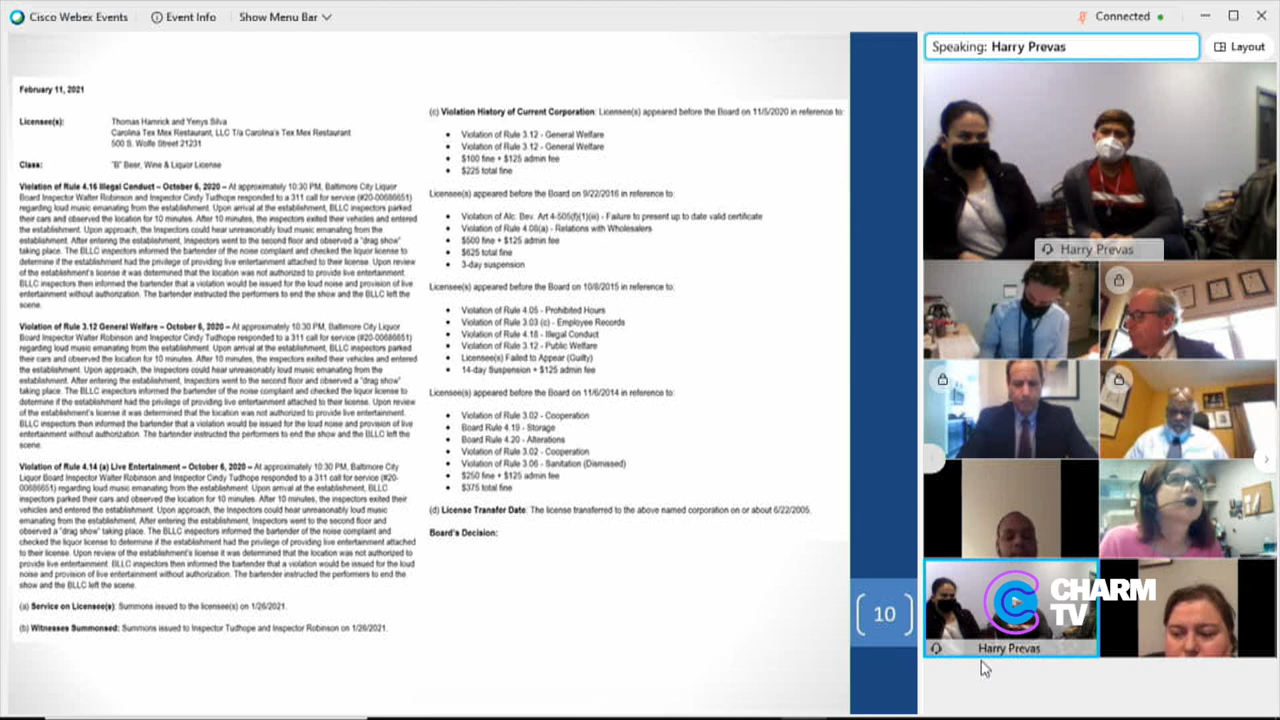 Cisco Webex Events
Event Info
Show Menu Bar
Connected
Speaking: Harry Prevas
Layout
February 11, 2021
Licensee(s): Thomas Hamrick and Yenys Silva
Carolina Tex Mex Restaurant, LLC T/a Carolina's Tex Mex Restaurant
500 S. Wolfe Street 21231
Class: "B" Beer, Wine & Liquor License
Violation of Rule 4.16 Illegal Conduct – October 6, 2020 – At approximately 10:30 PM, Baltimore City Liquor
Board Inspector Walter Robinson and Inspector Cindy Tudhope responded to a 311 call for service (#20-00686651)
regarding loud music emanating from the establishment. Upon arrival at the establishment, BLLC inspectors parked
their cars and observed the location for 10 minutes. After 10 minutes, the inspectors exited their vehicles and entered
the establishment. Upon approach, the Inspectors could hear unreasonably loud music emanating from the
establishment. After entering the establishment, Inspectors went to the second floor and observed a "drag show"
taking place. The BLLC inspectors informed the bartender of the noise complaint and checked the liquor license to
determine if the establishment had the privilege of providing live entertainment attached to their license. Upon review
of the establishment's license it was determined that the location was not authorized to provide live entertainment.
BLLC inspectors then informed the bartender that a violation would be issued for the loud noise and provision of live
entertainment without authorization. The bartender instructed the performers to end the show and the BLLC left the
scene.
Violation of Rule 3.12 General Welfare – October 6, 2020 – At approximately 10:30 PM, Baltimore City Liquor
Board Inspector Walter Robinson and Inspector Cindy Tudhope responded to a 311 call for service (#20-00686651)
regarding loud music emanating from the establishment. Upon arrival at the establishment, BLLC inspectors parked
their cars and observed the location for 10 minutes. After 10 minutes, the inspectors exited their vehicles and entered
the establishment. Upon approach, the Inspectors could hear unreasonably loud music emanating from the
establishment. After entering the establishment, Inspectors went to the second floor and observed a "drag show"
taking place. The BLLC inspectors informed the bartender of the noise complaint and checked the liquor license to
determine if the establishment had the privilege of providing live entertainment attached to their license. Upon review
of the establishment's license it was determined that the location was not authorized to provide live entertainment.
BLLC inspectors then informed the bartender that a violation would be issued for the loud noise and provision of live
entertainment without authorization. The bartender instructed the performers to end the show and the BLLC left the
scene.
Violation of Rule 4.14 (a) Live Entertainment – October 6, 2020 – At approximately 10:30 PM, Baltimore City
Liquor Board Inspector Walter Robinson and Inspector Cindy Tudhope responded to a 311 call for service (#20-
00686651) regarding loud music emanating from the establishment. Upon arrival at the establishment, BLLC
inspectors parked their cars and observed the location for 10 minutes. After 10 minutes, the inspectors exited their
vehicles and entered the establishment. Upon approach, the Inspectors could hear unreasonably loud music
emanating from the establishment. After entering the establishment, Inspectors went to the second floor and
observed a "drag show" taking place. The BLLC inspectors informed the bartender of the noise complaint and
checked the liquor license to determine if the establishment had the privilege of providing live entertainment attached
to their license. Upon review of the establishment's license it was determined that the location was not authorized to
provide live entertainment. BLLC inspectors then informed the bartender that a violation would be issued for the loud
noise and provision of live entertainment without authorization. The bartender instructed the performers to end the
show and the BLLC left the scene.
(a) Service on Licensee(s): Summons issued to the licensee(s) on 1/26/2021.
(b) Witnesses Summonsed: Summons issued to Inspector Tudhope and Inspector Robinson on 1/26/2021.
(c) Violation History of Current Corporation: Licensee(s) appeared before the Board on 11/5/2020 in reference to:
• Violation of Rule 3.12 - General Welfare
• Violation of Rule 3.12 - General Welfare
• $100 fine + $125 admin fee
• $225 total fine
Licensee(s) appeared before the Board on 9/22/2016 in reference to:
• Violation of Alc. Bev. Art 4-505(f)(1)(iii) - Failure to present up to date valid certificate
• Violation of Rule 4.08(a) - Relations with Wholesalers
• $500 fine + $125 admin fee
• $625 total fine
• 3-day suspension
Licensee(s) appeared before the Board on 10/8/2015 in reference to:
• Violation of Rule 4.05 - Prohibited Hours
• Violation of Rule 3.03 (c) - Employee Records
• Violation of Rule 4.18 - Illegal Conduct
• Violation of Rule 3.12 - Public Welfare
• Licensee(s) Failed to Appear (Guilty)
• 14-day Suspension + $125 admin fee
Licensee(s) appeared before the Board on 11/6/2014 in reference to:
• Violation of Rule 3.02 - Cooperation
• Board Rule 4.19 - Storage
• Board Rule 4.20 - Alterations
• Violation of Rule 3.02 - Cooperation
• Violation of Rule 3.06 - Sanitation (Dismissed)
• $250 fine + $125 admin fee
• $375 total fine
(d) License Transfer Date: The license transferred to the above named corporation on or about 6/22/2005.
Board's Decision:
10
Harry Prevas
CHARM
TV
Harry Prevas